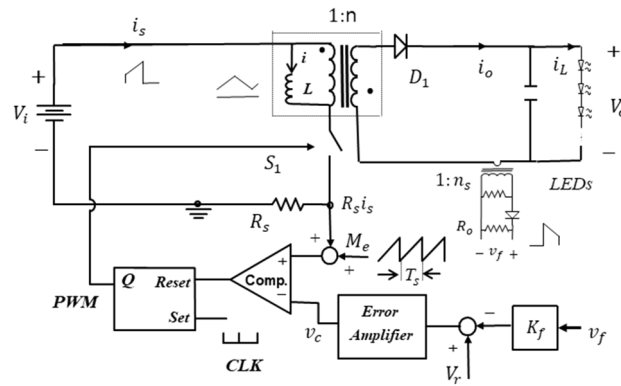 1:n
i_s
i
L
D_1
i_o
i_L
+
+
V_i
−
−
S_1
1:n_s
LEDs
R_o
− v_f +
R_s
R_s i_s
+
M_e
+
T_s
Q Reset
Set
PWM
Comp.
+
−
CLK
v_c
Error
Amplifier
−
+
V_r
K_f
v_f